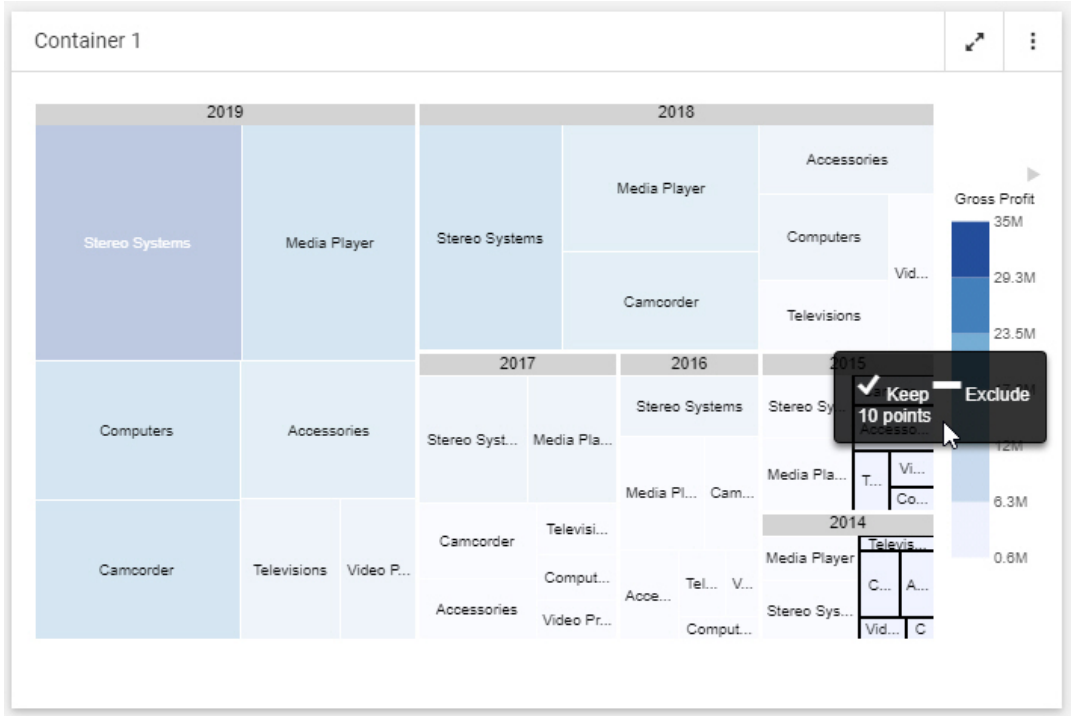 Container 1
2019
2018
Stereo Systems
Media Player
Computers
Accessories
Camcorder
Televisions
Video P...
Stereo Systems
Media Player
Camcorder
Accessories
Computers
Televisions
Vid...
2017
Stereo Syst...
Media Pla...
Camcorder
Accessories
Televisi...
Comput...
Video Pr...
2016
Stereo Systems
Media Pl...
Cam...
Acce...
Tel...
V...
Comput...
2015
Stereo Sy...
Media Pla...
Accesso...
T...
Vi...
Co...
Keep
Exclude
10 points
2014
Media Player
Stereo Sys...
Televis...
C...
A...
Vid...
C
Gross Profit
35M
29.3M
23.5M
12M
6.3M
0.6M